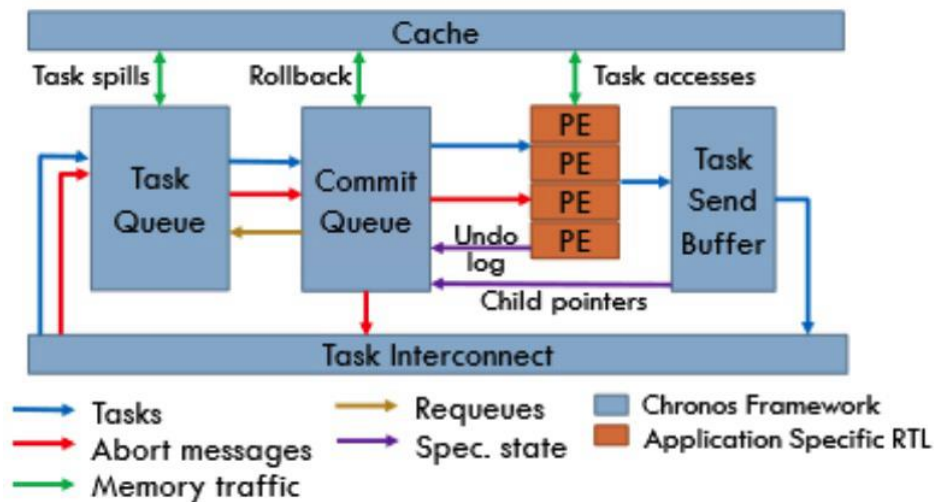 Cache
Task spills
Rollback
Task accesses
Task
Queue
Commit
Queue
PE
PE
PE
PE
Task
Send
Buffer
Undo
log
Child pointers
Task Interconnect
Tasks
Requeues
Chronos Framework
Abort messages
Spec. state
Application Specific RTL
Memory traffic